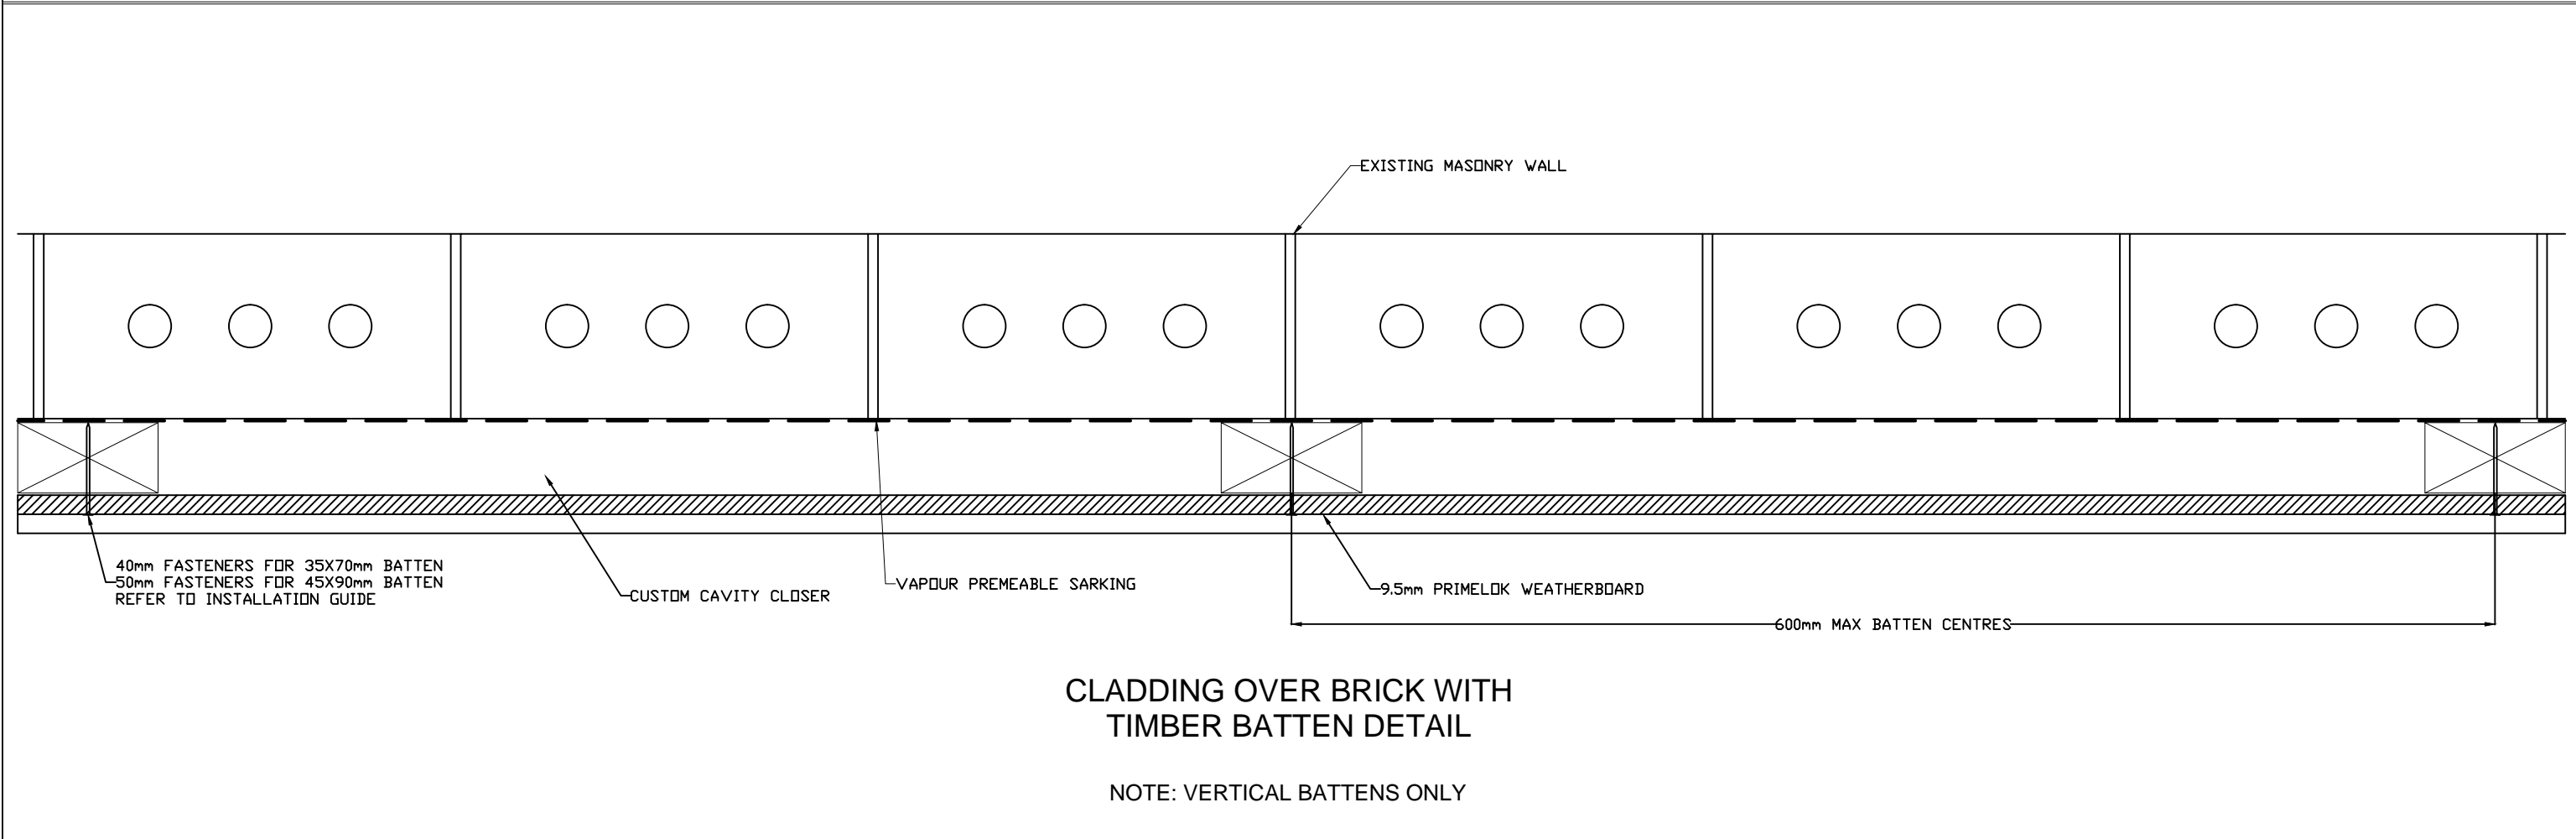 EXISTING MASONRY WALL
40mm FASTENERS FOR 35X70mm BATTEN
50mm FASTENERS FOR 45X90mm BATTEN
REFER TO INSTALLATION GUIDE
CUSTOM CAVITY CLOSER
VAPOUR PREMEABLE SARKING
9.5mm PRIMELOK WEATHERBOARD
600mm MAX BATTEN CENTRES
CLADDING OVER BRICK WITH
TIMBER BATTEN DETAIL
NOTE: VERTICAL BATTENS ONLY